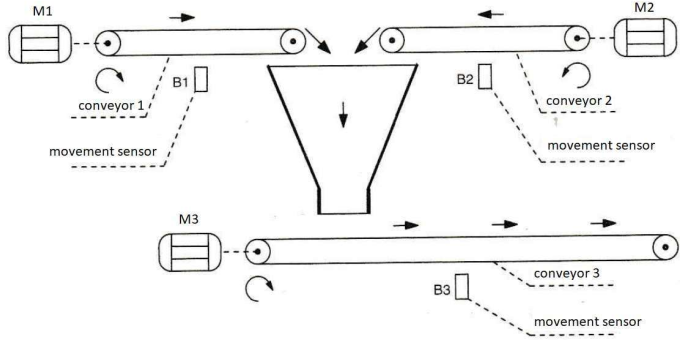 M1
M2
B1
B2
conveyor 1
conveyor 2
movement sensor
movement sensor
M3
conveyor 3
B3
movement sensor